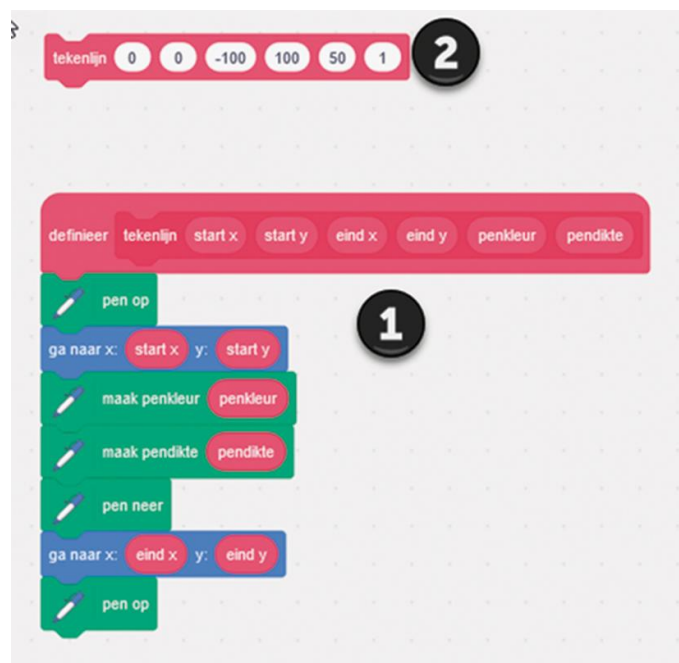 tekenlijn 0 0 -100 100 50 1
2
definieer tekenlijn start x start y eind x eind y penkleur pendikte
pen op
1
ga naar x: start x y: start y
maak penkleur penkleur
maak pendikte pendikte
pen neer
ga naar x: eind x y: eind y
pen op